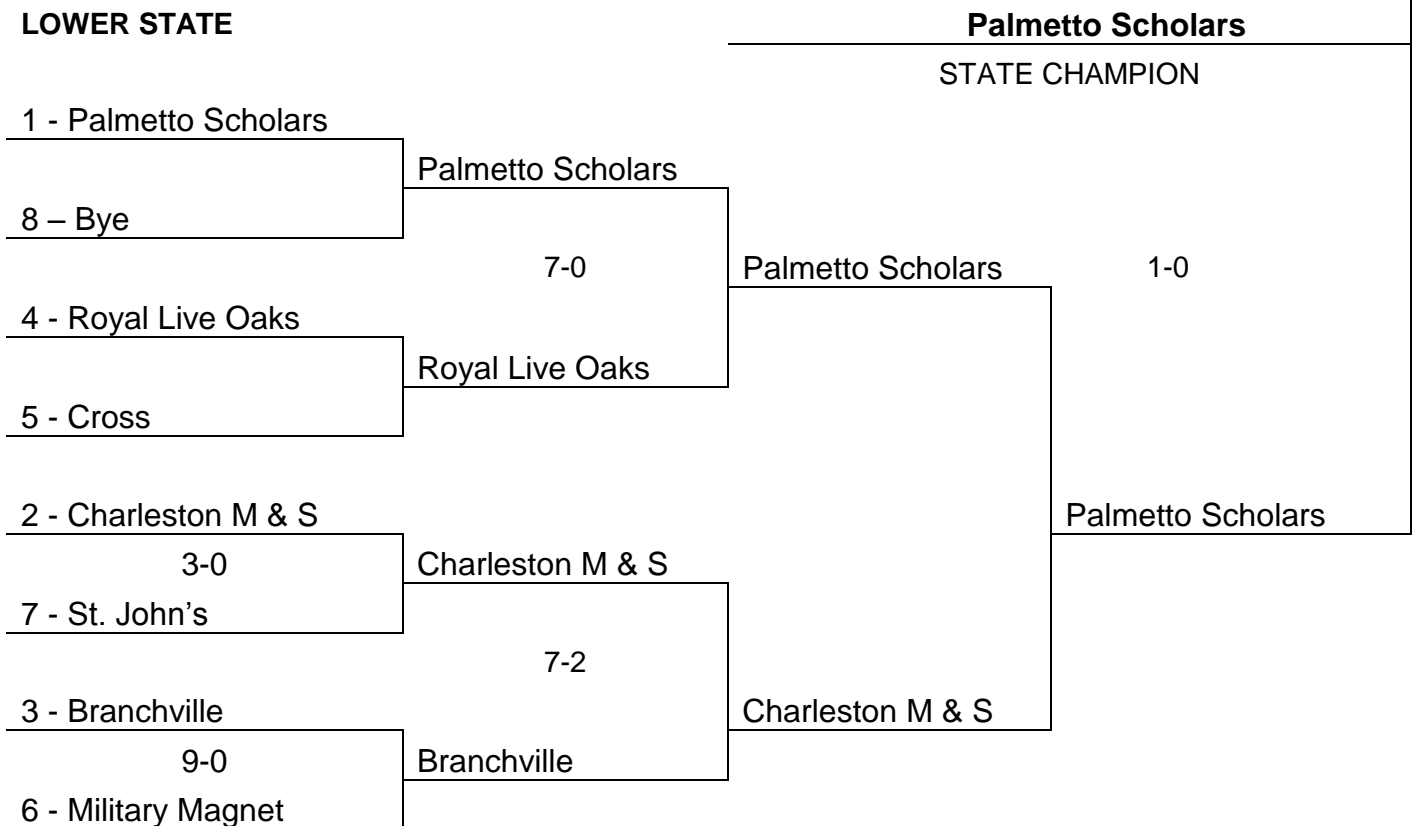 LOWER STATE
Palmetto Scholars
STATE CHAMPION
1 - Palmetto Scholars
Palmetto Scholars
8 – Bye
7-0
Palmetto Scholars
1-0
4 - Royal Live Oaks
Royal Live Oaks
5 - Cross
2 - Charleston M & S
Palmetto Scholars
3-0
Charleston M & S
7 - St. John’s
7-2
3 - Branchville
Charleston M & S
9-0
Branchville
6 - Military Magnet